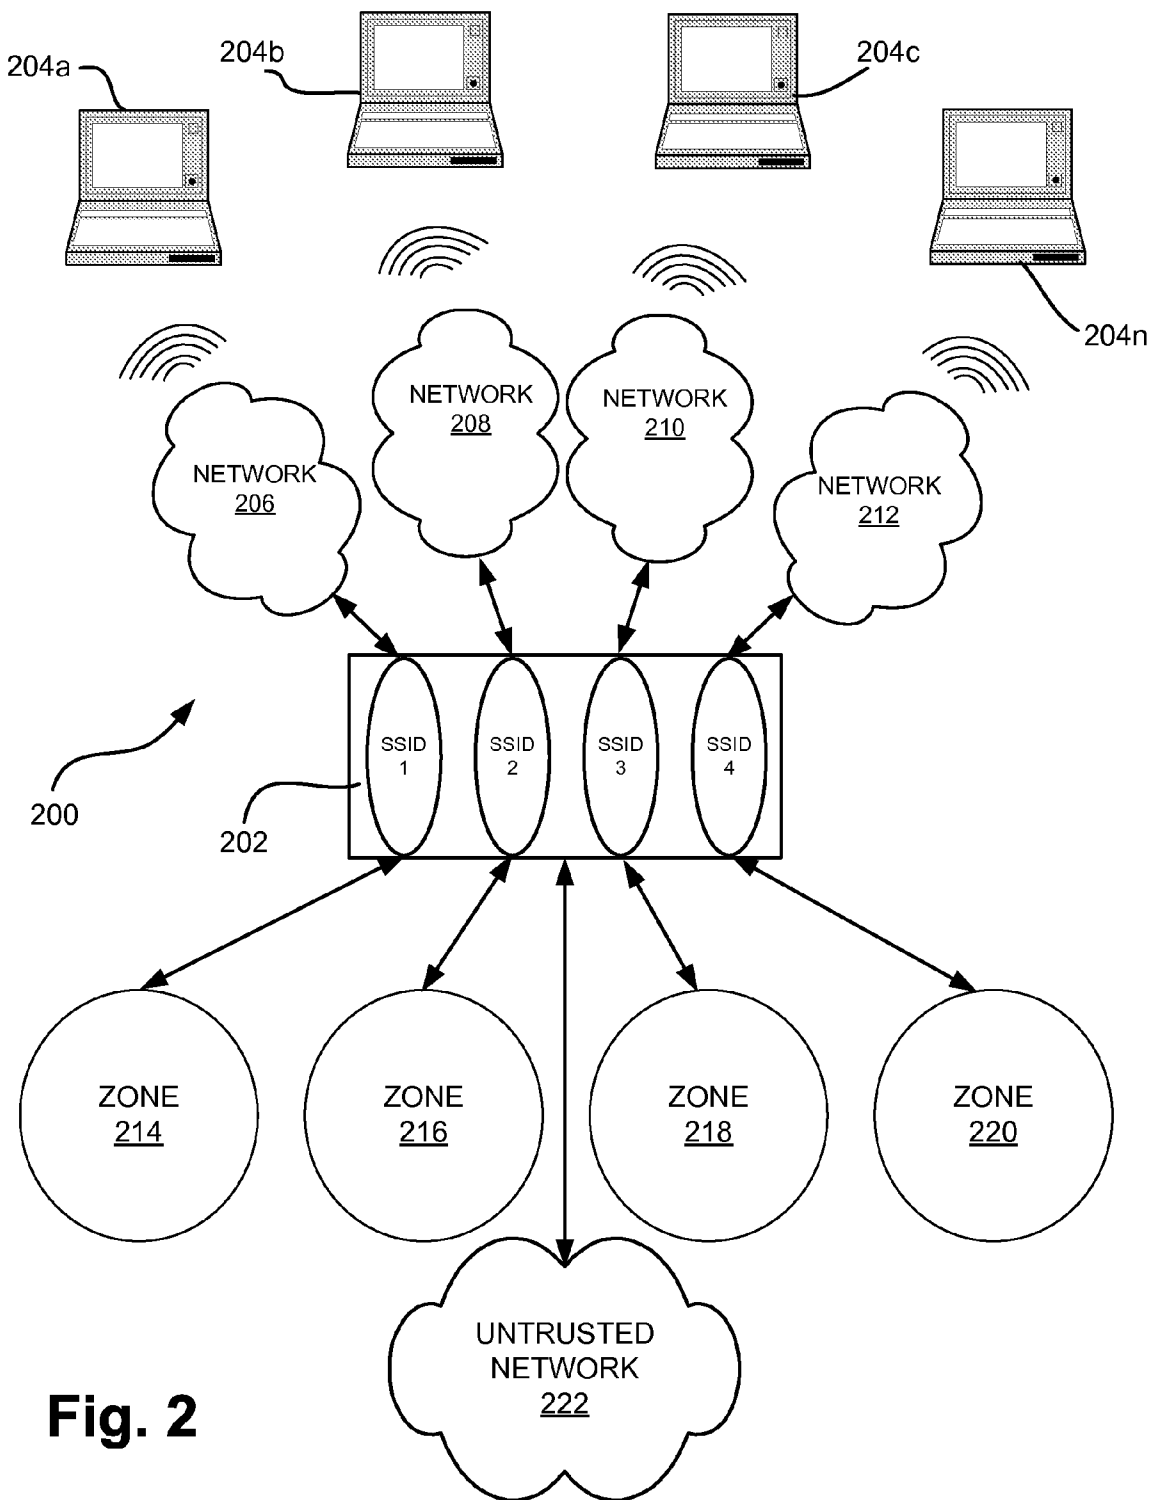 204a
204b
204c
204n
NETWORK
206
NETWORK
208
NETWORK
210
NETWORK
212
SSID
1
SSID
2
SSID
3
SSID
4
200
202
ZONE
214
ZONE
216
ZONE
218
ZONE
220
UNTRUSTED
NETWORK
222
Fig. 2